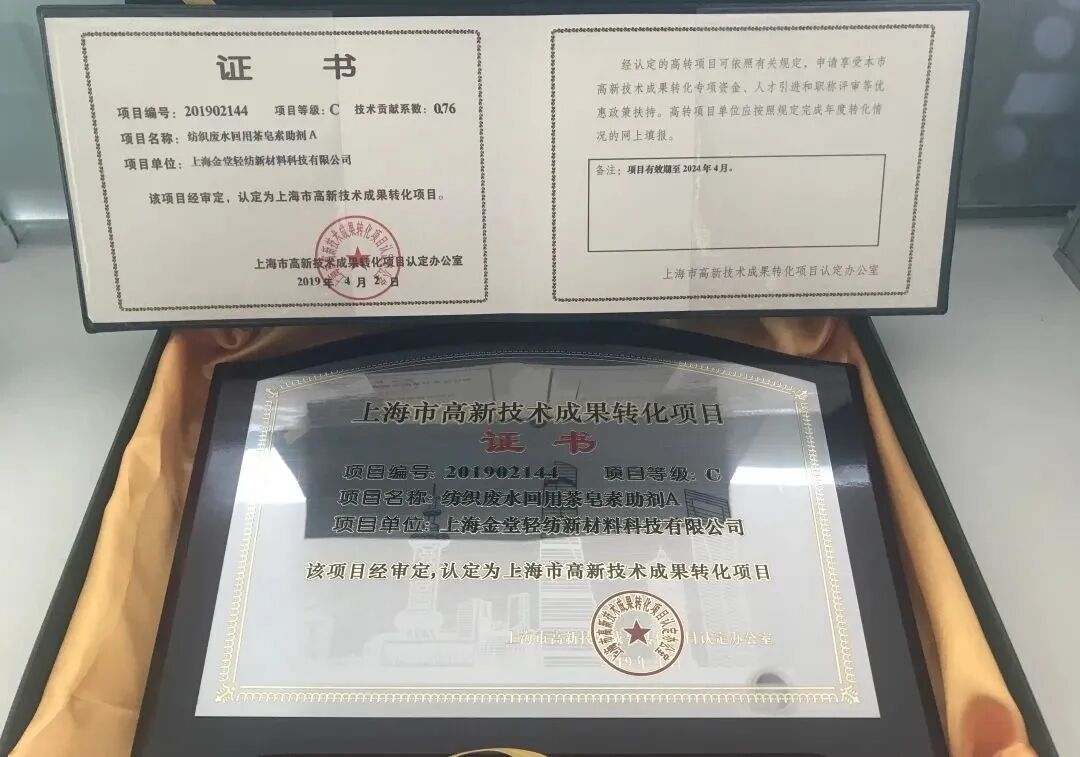 证 书
项目编号：201902144 项目等级：C 技术贡献系数：0.76
项目名称：纺织废水回用茶皂素助剂A
项目单位：上海金堂轻纺新材料科技有限公司
该项目经审定，认定为上海市高新技术成果转化项目。
上海市高新技术成果转化项目认定办公室
2019年 4 月 2 日
经认定的高转项目可依照有关规定，申请享受本市
高新技术成果转化专项资金、人才引进和职称评审等优
惠政策扶持。高转项目单位应按照规定完成年度转化情
况的网上填报。
备注：项目有效期至2024年4月。
上海市高新技术成果转化项目认定办公室
上海市高新技术成果转化项目
证 书
项目编号：201902144 项目等级：C
项目名称：纺织废水回用茶皂素助剂A
项目单位：上海金堂轻纺新材料科技有限公司
该项目经审定，认定为上海市高新技术成果转化项目
上海市高新技 项目认定办公室